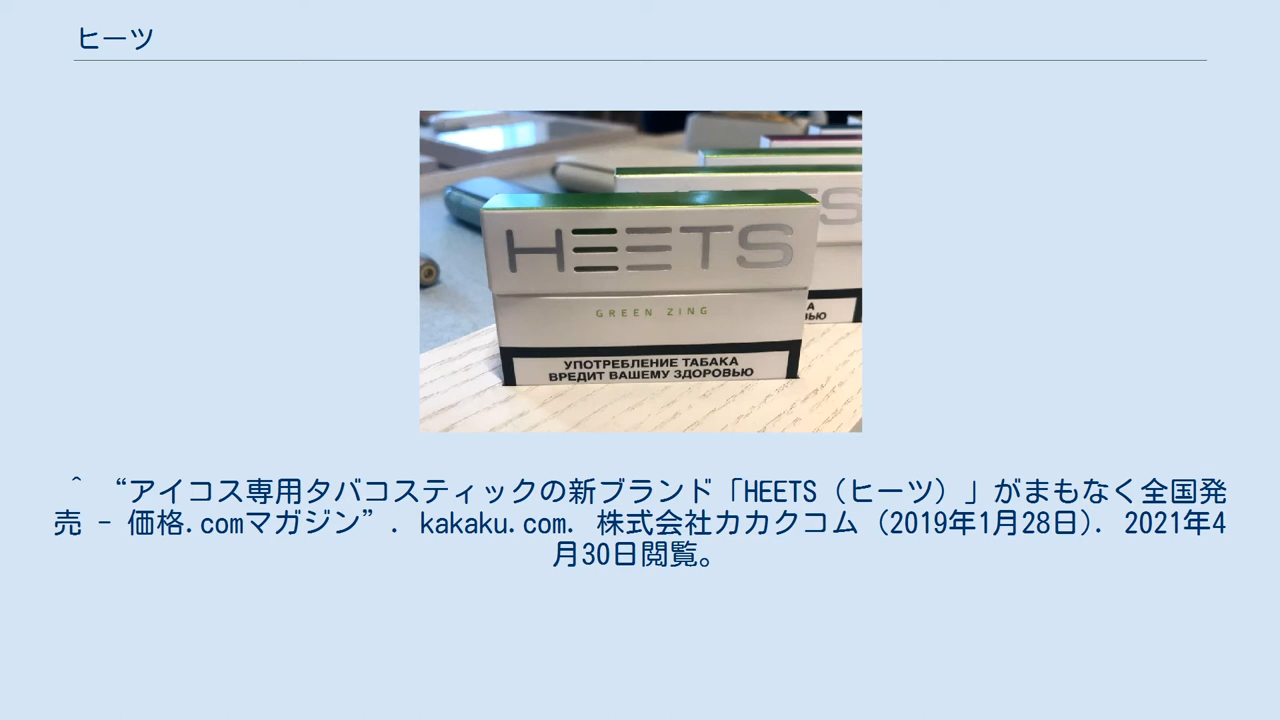 ヒーツ
HEETS
GREEN ZING
УПОТРЕБЛЕНИЕ ТАБАКА
ВРЕДИТ ВАШЕМУ ЗДОРОВЬЮ
^ “アイコス専用タバコスティックの新ブランド「HEETS（ヒーツ）」がまもなく全国発
売 - 価格.comマガジン”. kakaku.com. 株式会社カカクコム (2019年1月28日). 2021年4
月30日閲覧。